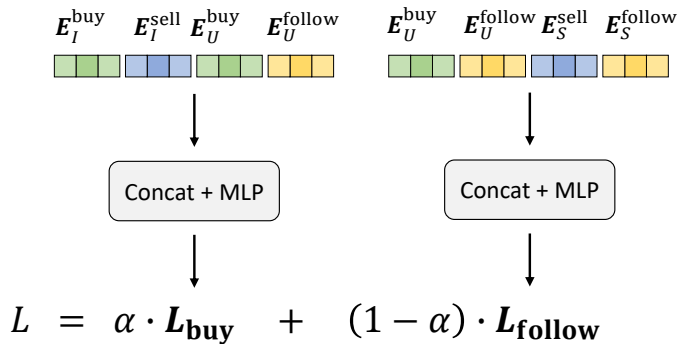 E_I^buy E_I^sell E_U^buy E_U^follow E_U^buy E_U^follow E_S^sell E_S^follow
Concat + MLP Concat + MLP
L = α · L_buy + (1 − α) · L_follow